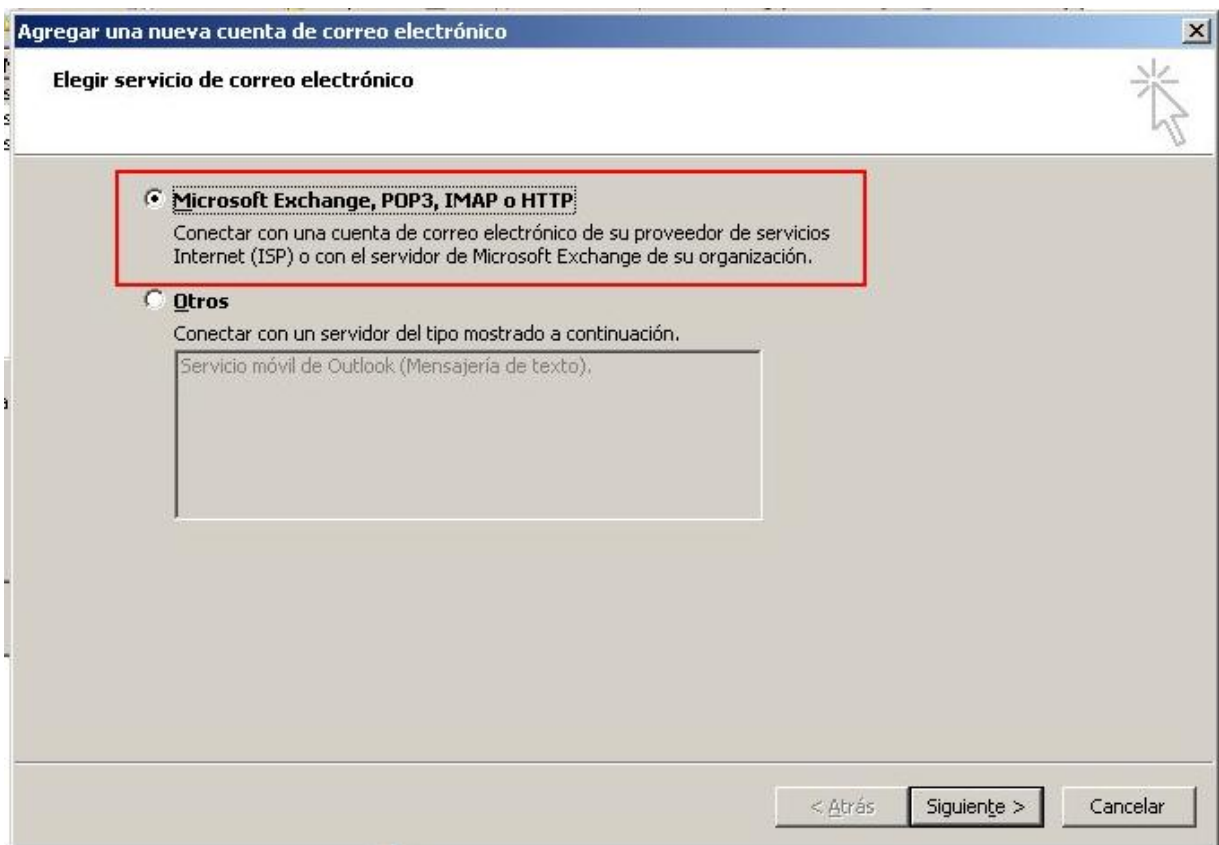 Agregar una nueva cuenta de correo electrónico
Elegir servicio de correo electrónico
Microsoft Exchange, POP3, IMAP o HTTP
Conectar con una cuenta de correo electrónico de su proveedor de servicios
Internet (ISP) o con el servidor de Microsoft Exchange de su organización.
Otros
Conectar con un servidor del tipo mostrado a continuación.
Servicio móvil de Outlook (Mensajería de texto).
< Atrás
Siguiente >
Cancelar